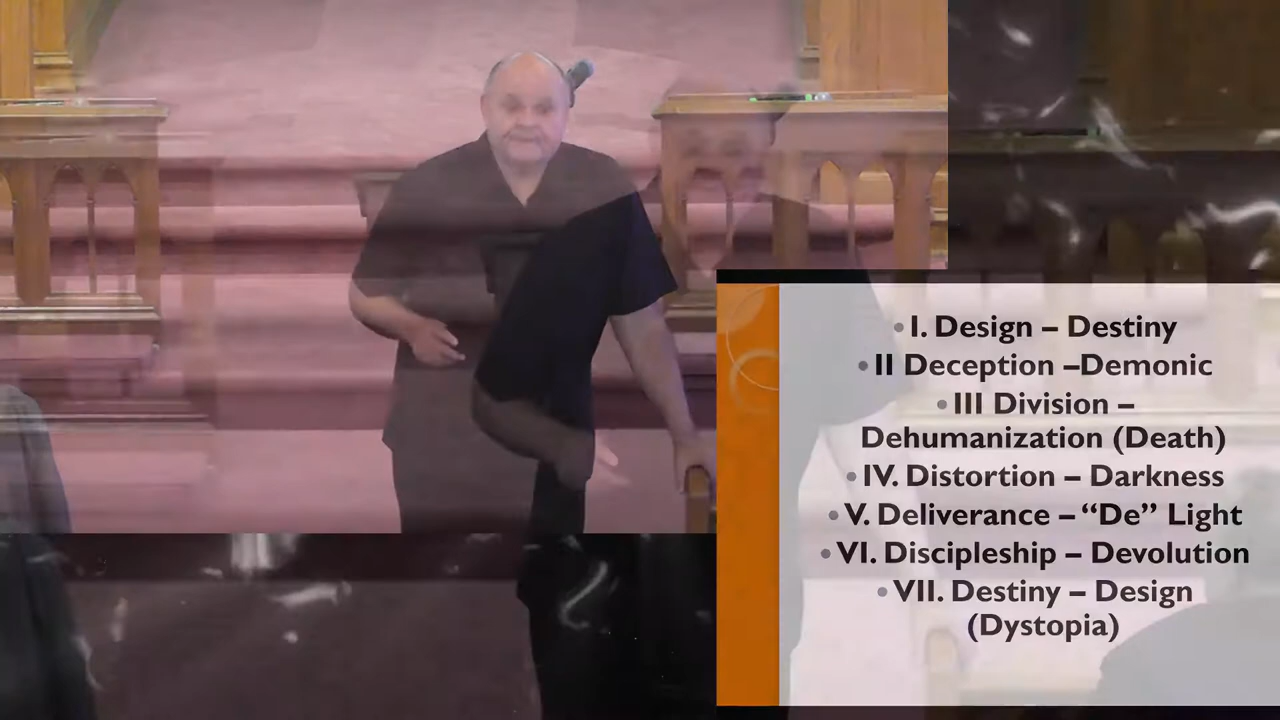 • I. Design – Destiny
• II Deception –Demonic
• III Division –
Dehumanization (Death)
• IV. Distortion – Darkness
• V. Deliverance – “De” Light
• VI. Discipleship – Devolution
• VII. Destiny – Design
(Dystopia)